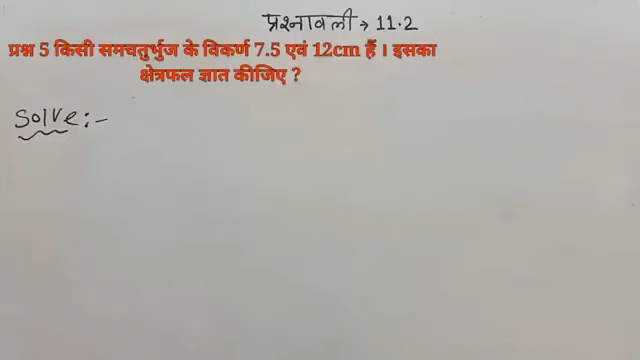 प्रश्नावली → 11.2
प्रश्न 5 किसी समचतुर्भुज के विकर्ण 7.5 एवं 12cm हैं । इसका
क्षेत्रफल ज्ञात कीजिए ?
Solve :-